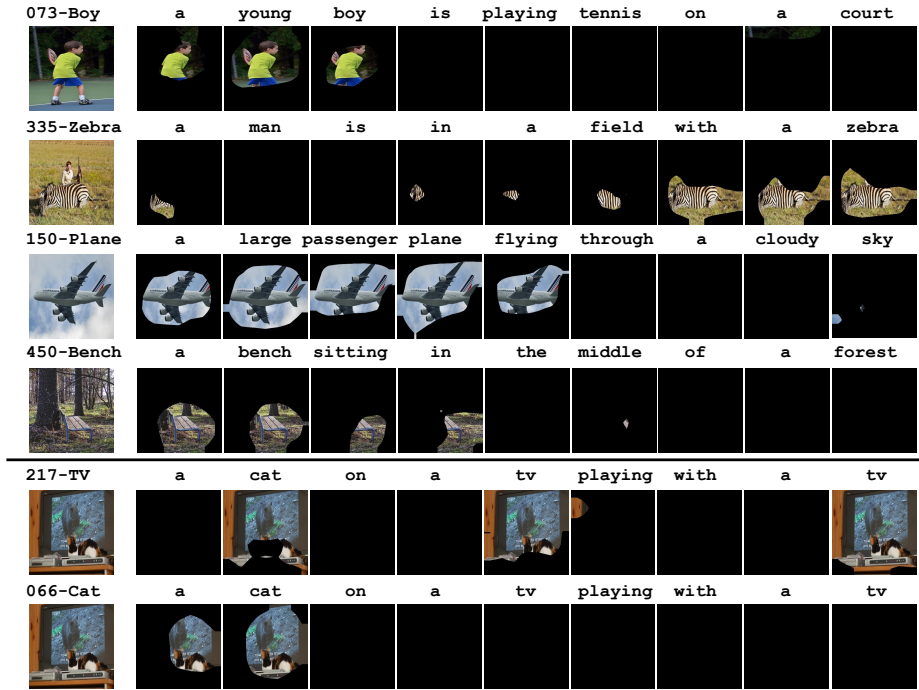 073-Boy a young boy is playing tennis on a court
335-Zebra a man is in a field with a zebra
150-Plane a large passenger plane flying through a cloudy sky
450-Bench a bench sitting in the middle of a forest
217-TV a cat on a tv playing with a tv
066-Cat a cat on a tv playing with a tv